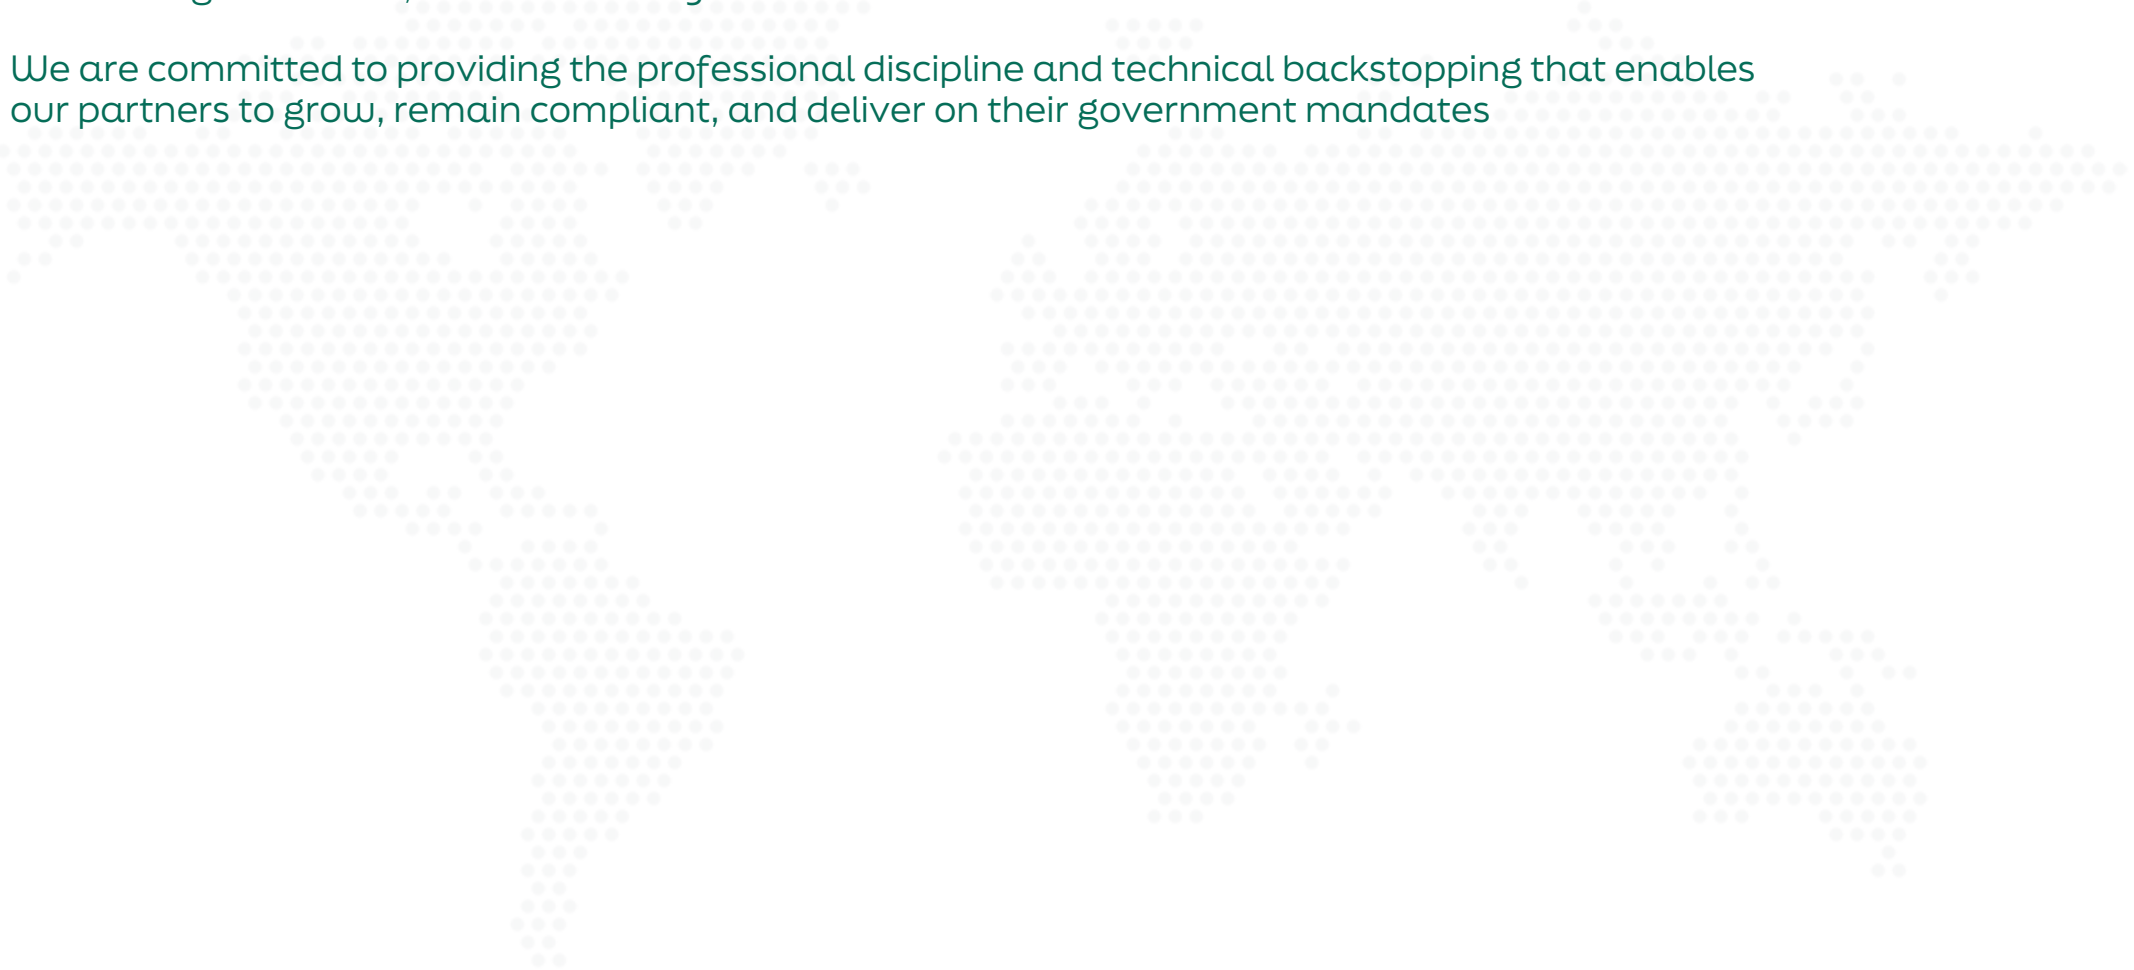 We are committed to providing the professional discipline and technical backstopping that enables
our partners to grow, remain compliant, and deliver on their government mandates